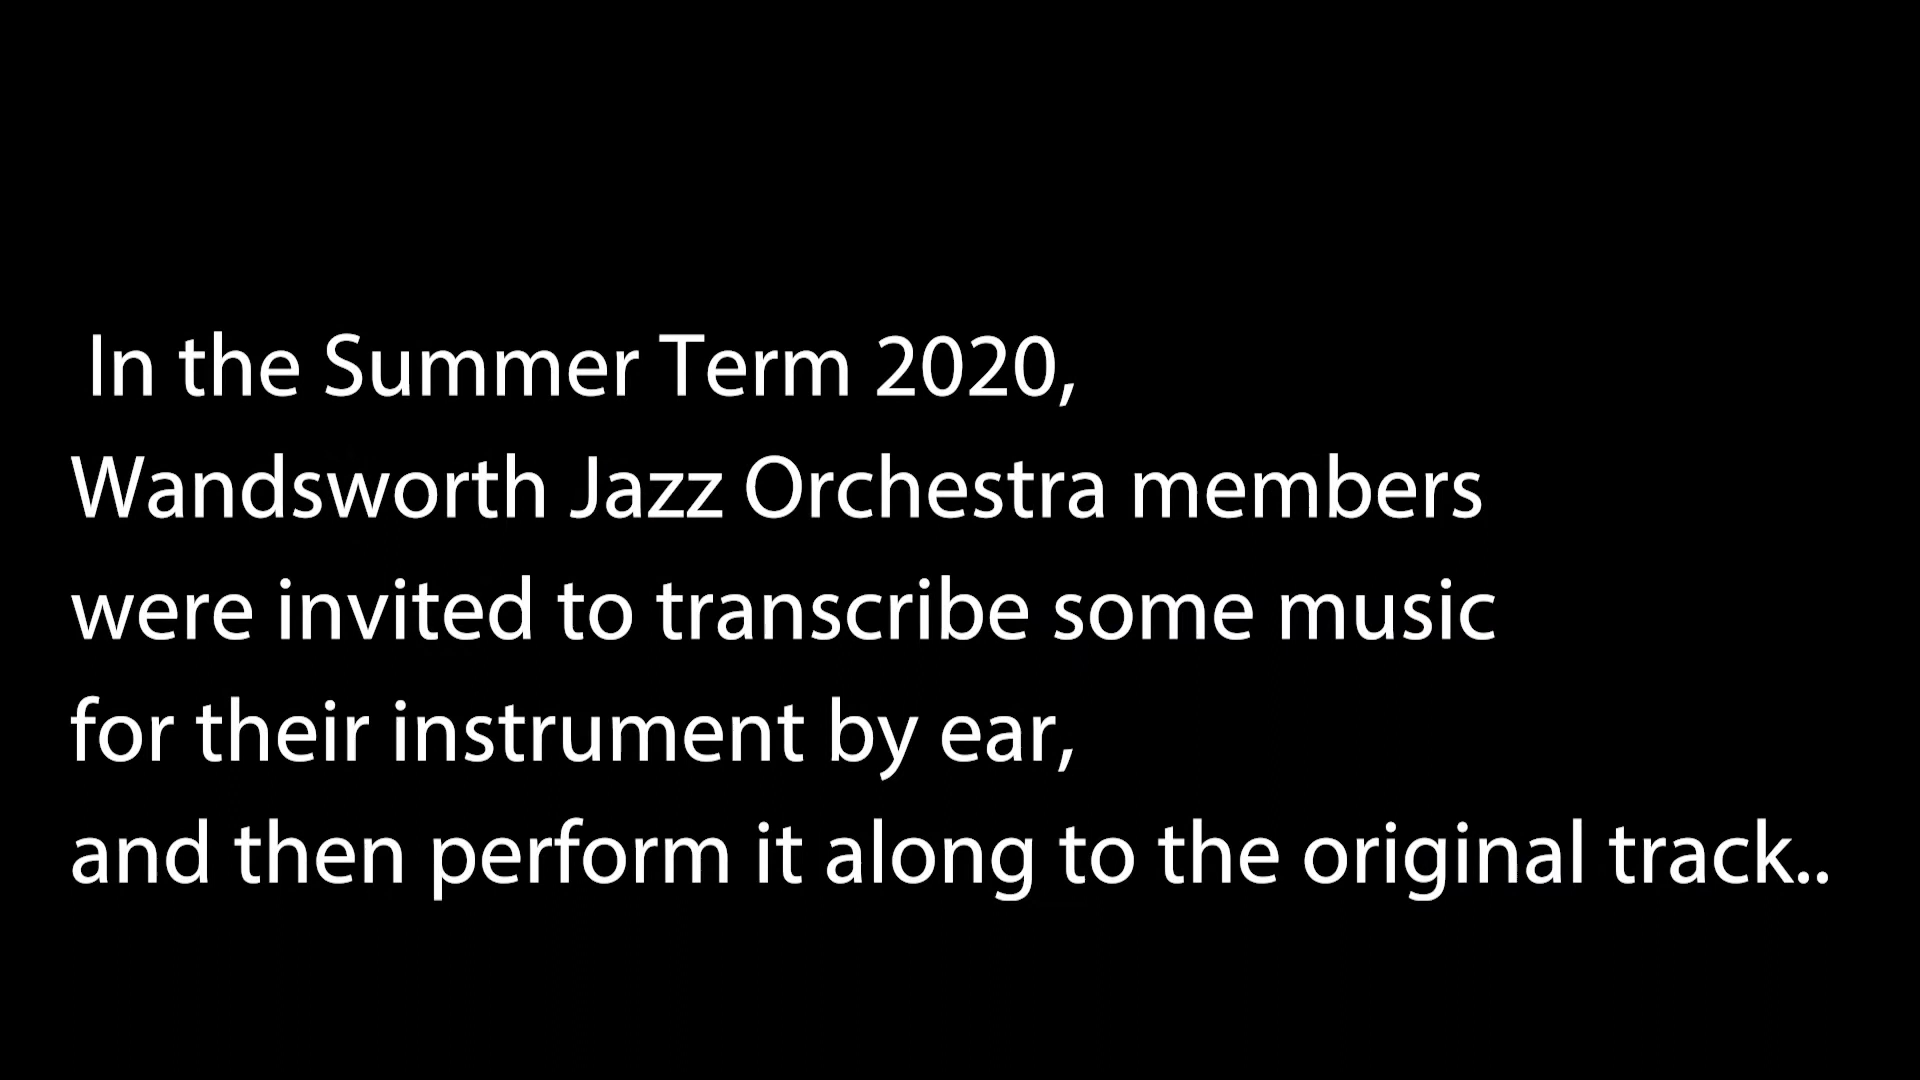 In the Summer Term 2020,
Wandsworth Jazz Orchestra members
were invited to transcribe some music
for their instrument by ear,
and then perform it along to the original track..